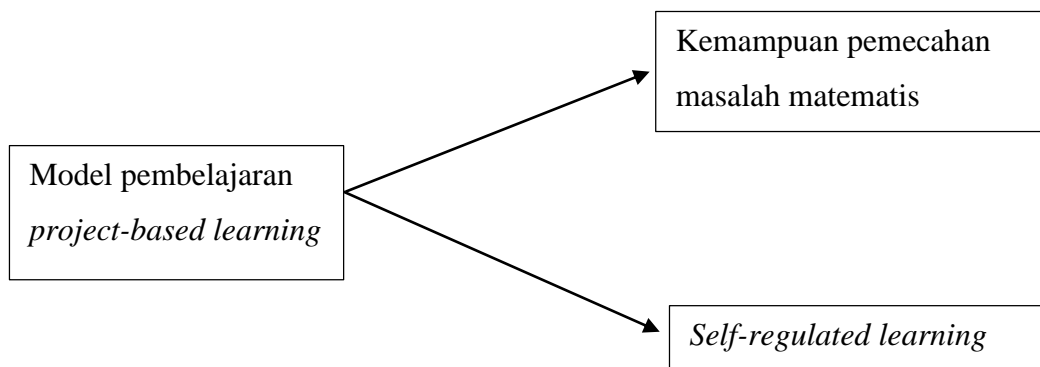 Kemampuan pemecahan
masalah matematis
Model pembelajaran
project-based learning
Self-regulated learning